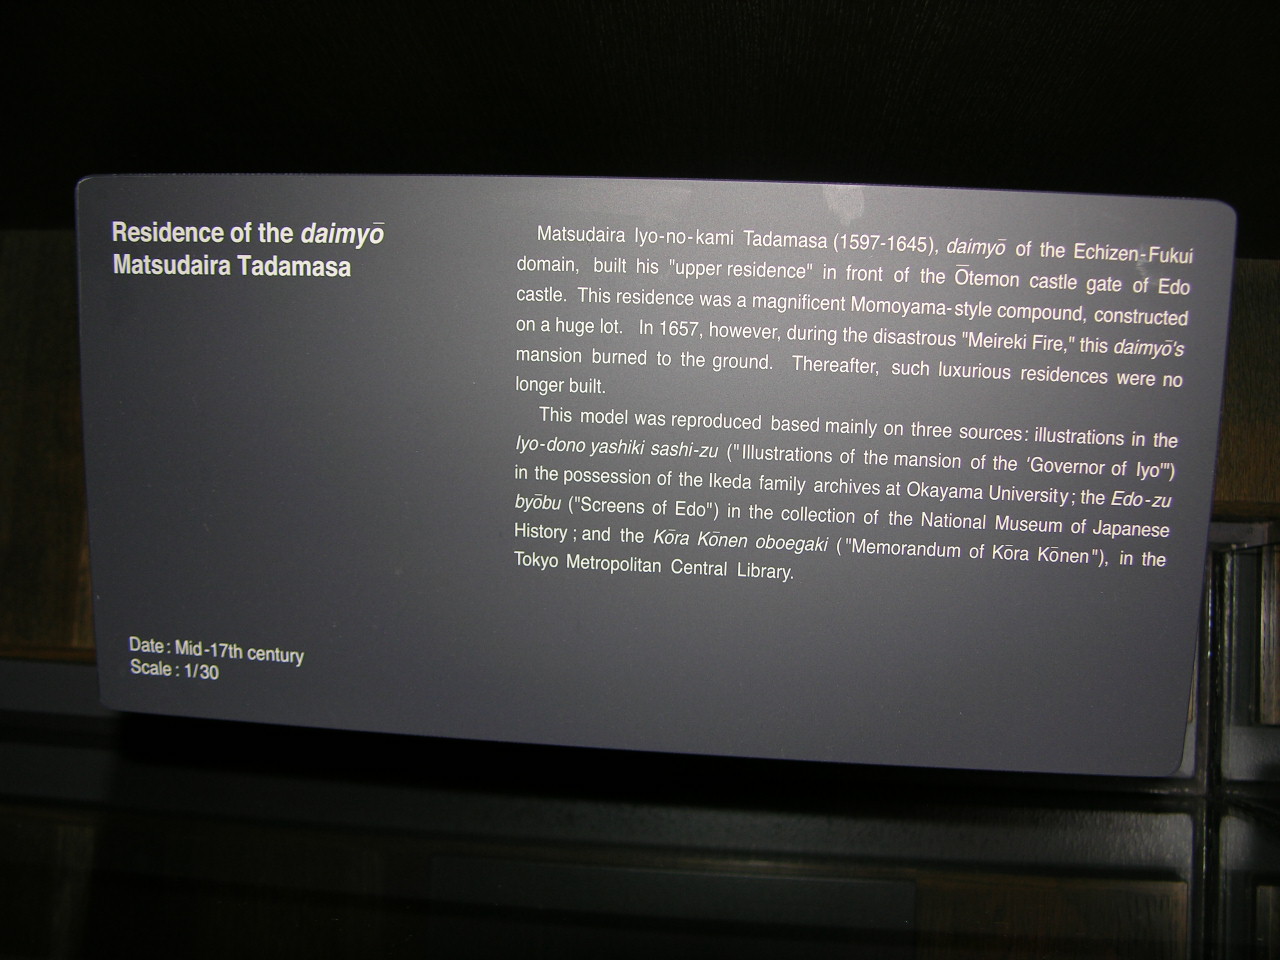 Residence of the daimyō
Matsudaira Tadamasa
Matsudaira Iyo-no-kami Tadamasa (1597-1645), daimyō of the Echizen-Fukui
domain, built his "upper residence" in front of the Ōtemon castle gate of Edo
castle. This residence was a magnificent Momoyama-style compound, constructed
on a huge lot. In 1657, however, during the disastrous "Meireki Fire," this daimyō's
mansion burned to the ground. Thereafter, such luxurious residences were no
longer built.
This model was reproduced based mainly on three sources: illustrations in the
Iyo-dono yashiki sashi-zu ("Illustrations of the mansion of the 'Governor of Iyo'")
in the possession of the Ikeda family archives at Okayama University; the Edo-zu
byōbu ("Screens of Edo") in the collection of the National Museum of Japanese
History; and the Kōra Kōnen oboegaki ("Memorandum of Kōra Kōnen"), in the
Tokyo Metropolitan Central Library.
Date: Mid-17th century
Scale: 1/30